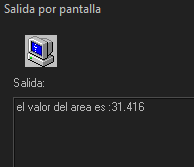 Salida por pantalla
Salida:
el valor del area es :31.416